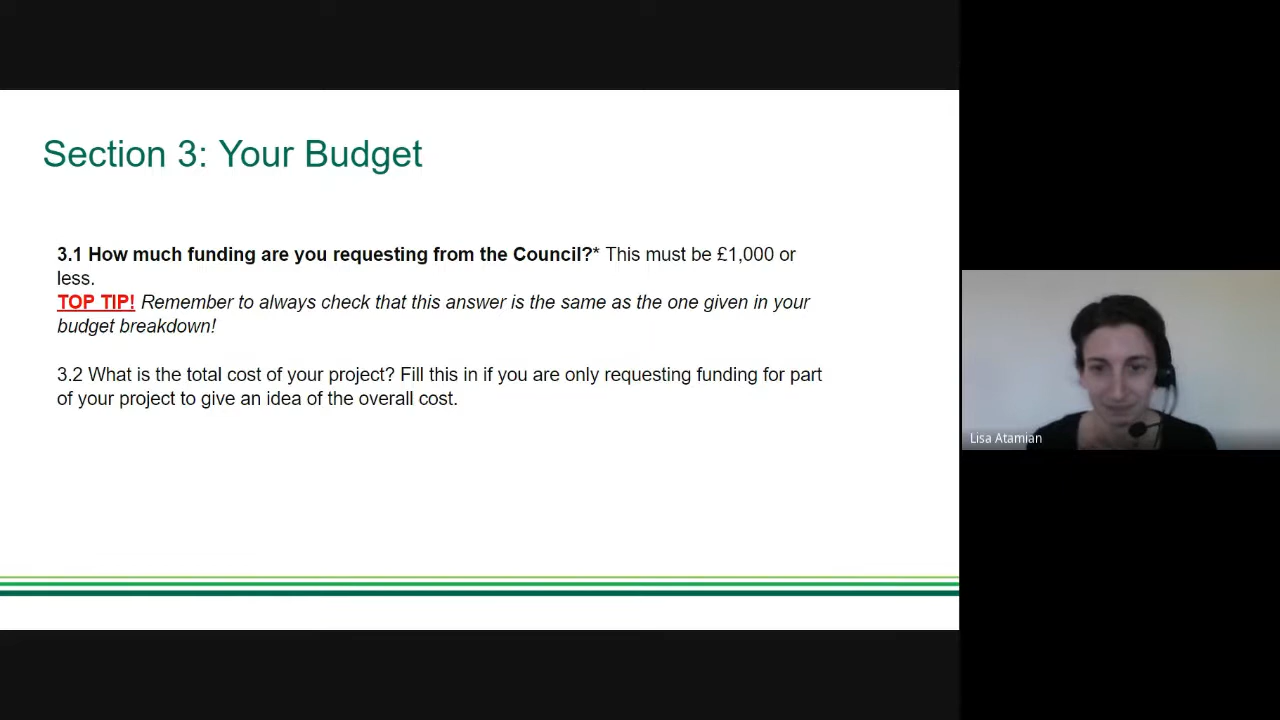 Section 3: Your Budget
3.1 How much funding are you requesting from the Council?* This must be £1,000 or
less.
TOP TIP! Remember to always check that this answer is the same as the one given in your
budget breakdown!
3.2 What is the total cost of your project? Fill this in if you are only requesting funding for part
of your project to give an idea of the overall cost.
Lisa Atamian